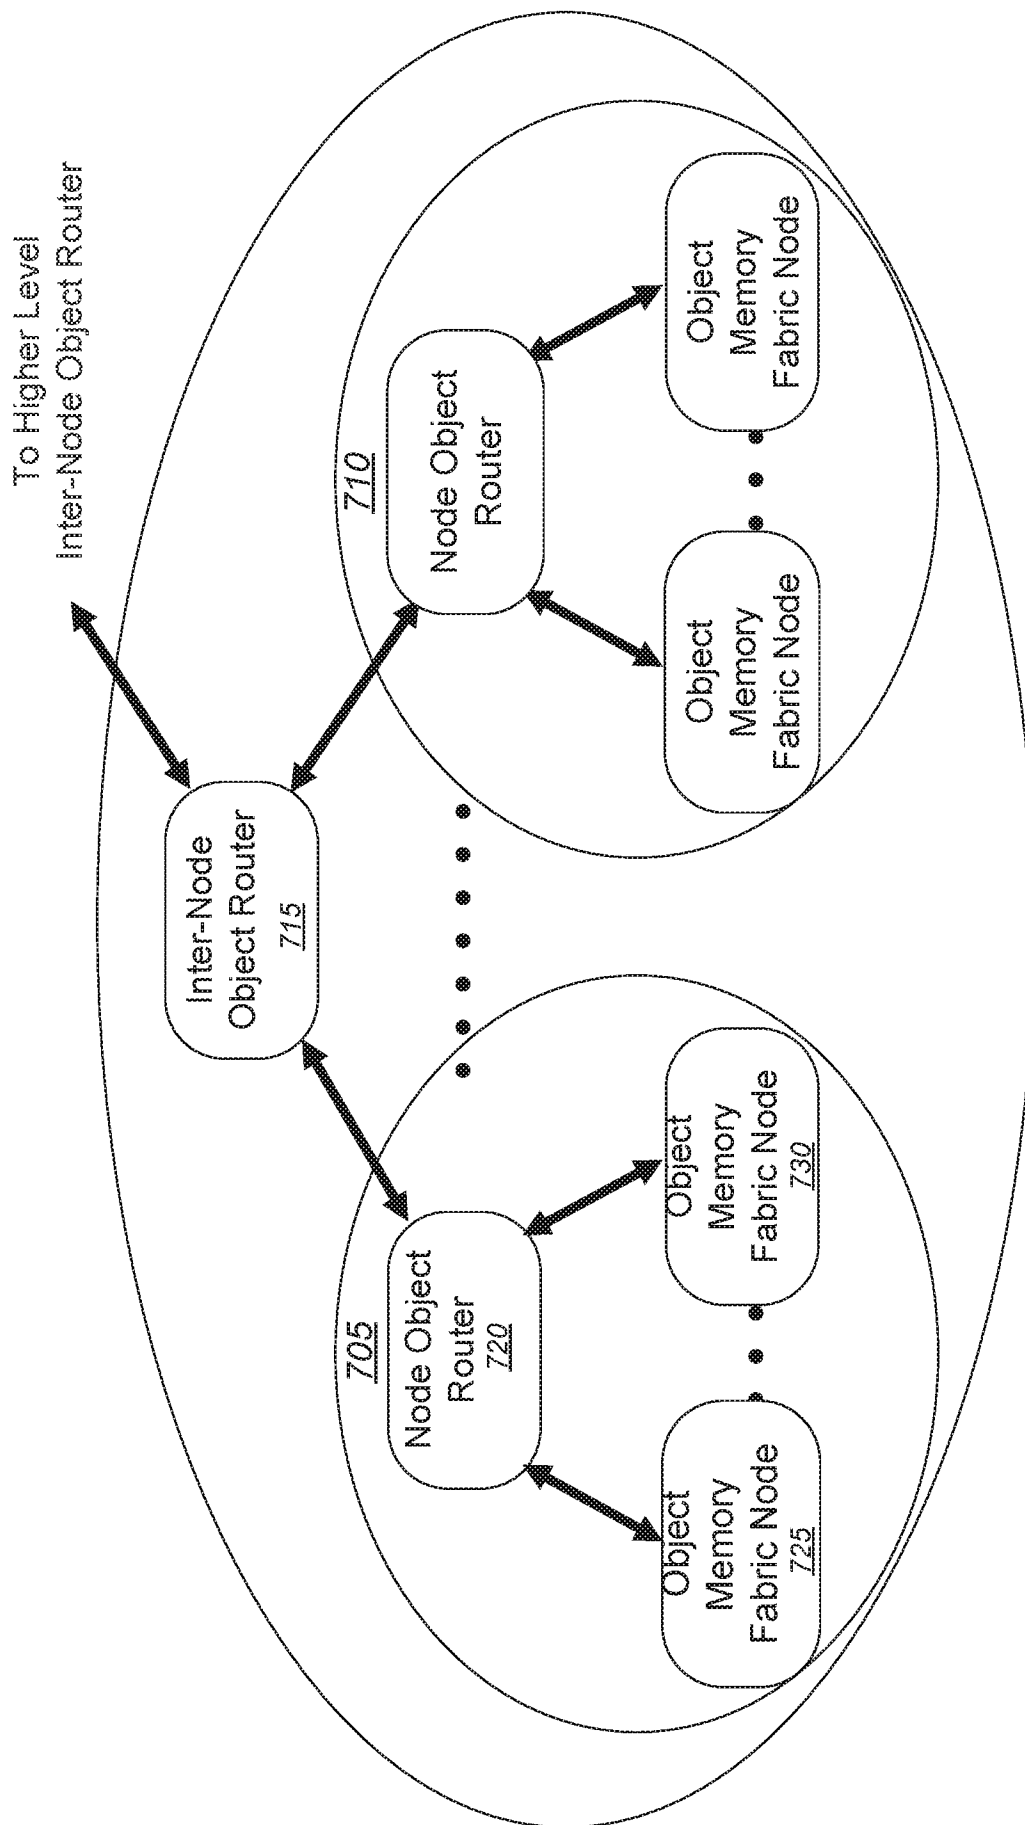 To Higher Level
Inter-Node Object Router
Inter-Node
Object Router
715
705
Node Object
Router
720
710
Node Object
Router
Object
Memory
Fabric Node
725
Object
Memory
Fabric Node
730
Object
Memory
Fabric Node
Object
Memory
Fabric Node